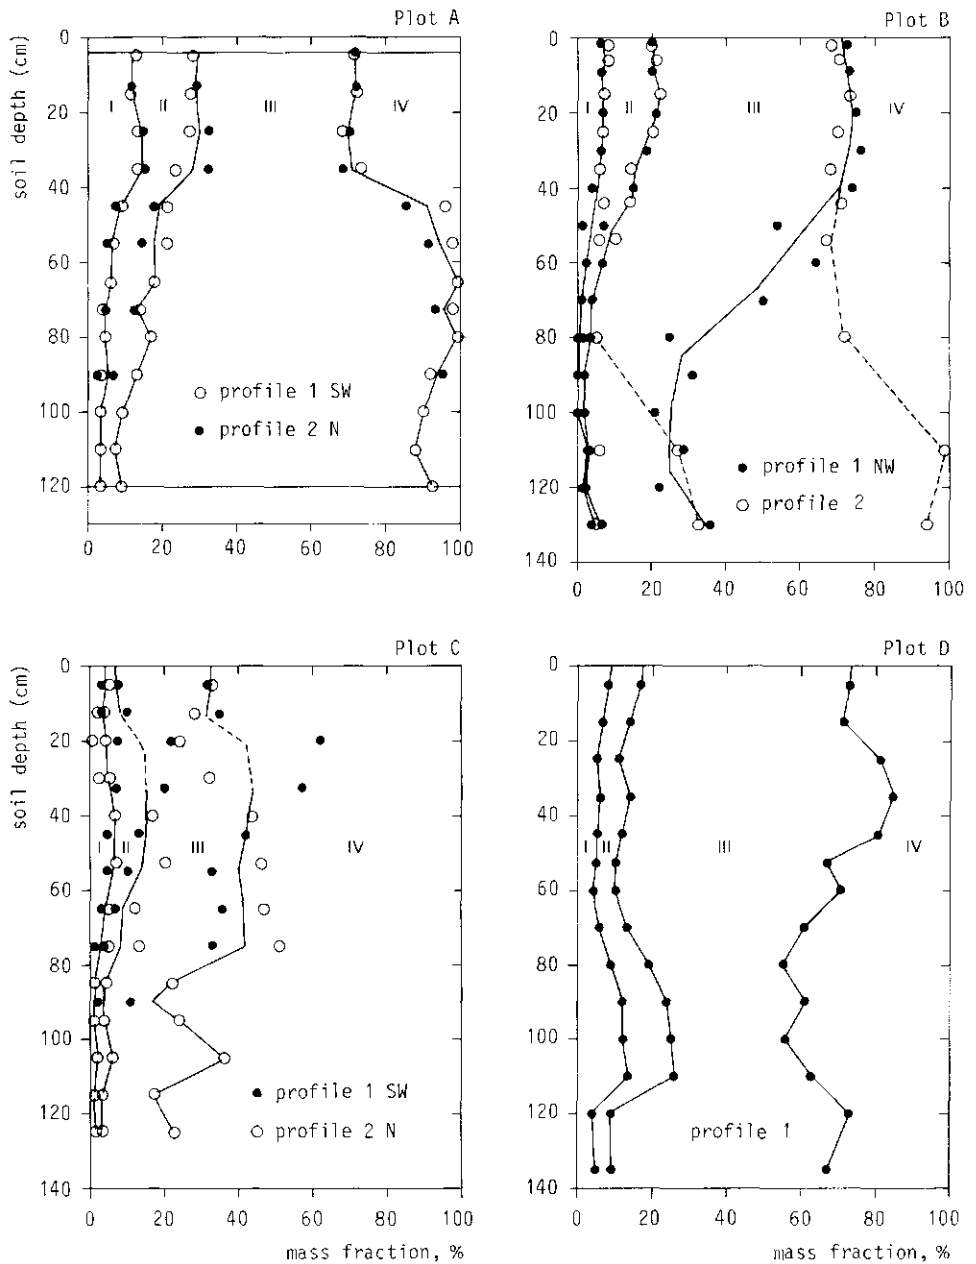 Plot A
0
20
40
60
80
100
120
soil depth (cm)
I
II
III
IV
profile 1 SW
profile 2 N
0
20
40
60
80
100
Plot B
0
20
40
60
80
100
120
140
I
II
III
IV
profile 1 NW
profile 2
0
20
40
60
80
100
Plot C
0
20
40
60
80
100
120
140
soil depth (cm)
I
II
III
IV
profile 1 SW
profile 2 N
0
20
40
60
80
100
mass fraction, %
Plot D
0
20
40
60
80
100
120
140
I
II
III
IV
profile 1
0
20
40
60
80
100
mass fraction, %